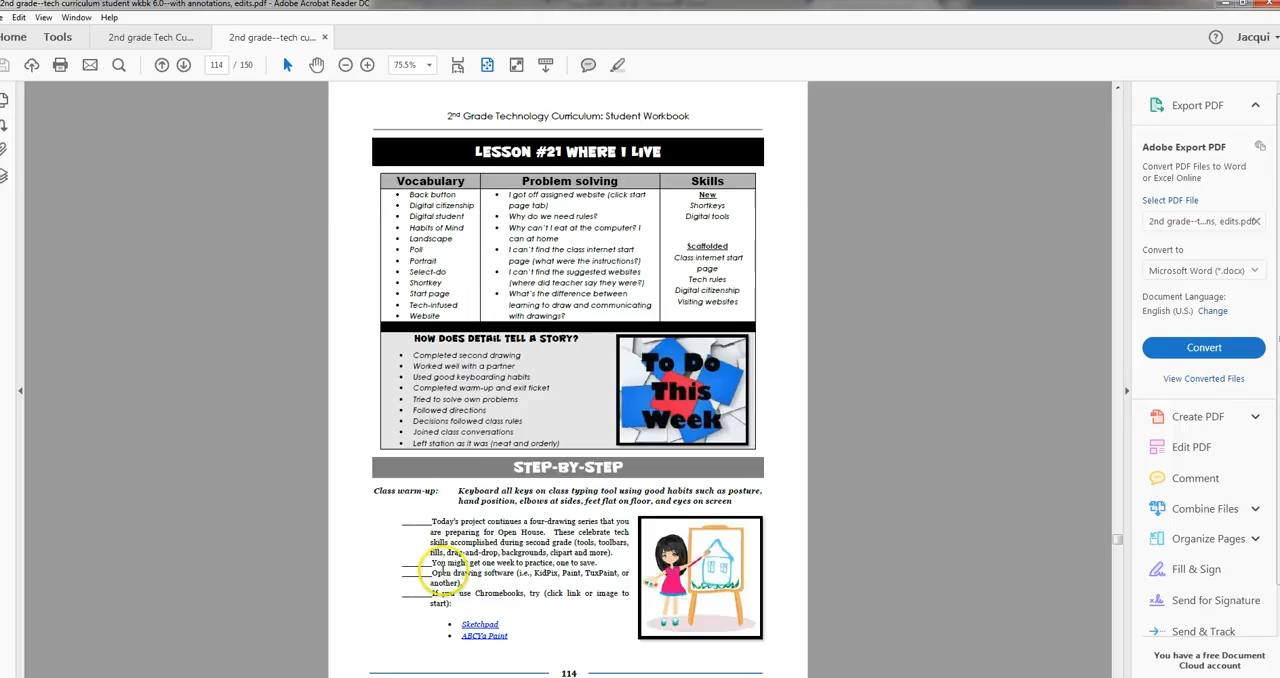 2nd grade--tech curriculum student wkbk 6.0--with annotations, edits.pdf - Adobe Acrobat Reader DC
Edit View Window Help
Home Tools 2nd grade Tech Cu... 2nd grade--tech cu... × ? Jacqui
114 / 150 75.5%
2nd Grade Technology Curriculum: Student Workbook
LESSON #21 WHERE I LIVE
Vocabulary
• Back button
• Digital citizenship
• Digital student
• Habits of Mind
• Landscape
• Poll
• Portrait
• Select-do
• Shortkey
• Start page
• Tech-infused
• Website
Problem solving
• I got off assigned website (click start
page tab)
• Why do we need rules?
• Why can't I eat at the computer? I
can at home
• I can't find the class internet start
page (what were the instructions?)
• I can't find the suggested websites
(where did teacher say they were?)
• What's the difference between
learning to draw and communicating
with drawings?
Skills
New
Shortkeys
Digital tools
Scaffolded
Class internet start
page
Tech rules
Digital citizenship
Visiting websites
HOW DOES DETAIL TELL A STORY?
• Completed second drawing
• Worked well with a partner
• Used good keyboarding habits
• Completed warm-up and exit ticket
• Tried to solve own problems
• Followed directions
• Decisions followed class rules
• Joined class conversations
• Left station as it was (neat and orderly)
To Do
This
Week
STEP-BY-STEP
Class warm-up: Keyboard all keys on class typing tool using good habits such as posture,
hand position, elbows at sides, feet flat on floor, and eyes on screen
______Today's project continues a four-drawing series that you
are preparing for Open House. These celebrate tech
skills accomplished during second grade (tools, toolbars,
fills, drag-and-drop, backgrounds, clipart and more).
______You might get one week to practice, one to save.
______Open drawing software (i.e., KidPix, Paint, TuxPaint, or
another).
______If you use Chromebooks, try (click link or image to
start):
• Sketchpad
• ABCYa Paint
114
Export PDF
Adobe Export PDF
Convert PDF Files to Word
or Excel Online
Select PDF File
2nd grade--t...ns, edits.pdf ×
Convert to
Microsoft Word (*.docx)
Document Language:
English (U.S.) Change
Convert
View Converted Files
Create PDF
Edit PDF
Comment
Combine Files
Organize Pages
Fill & Sign
Send for Signature
Send & Track
You have a free Document
Cloud account